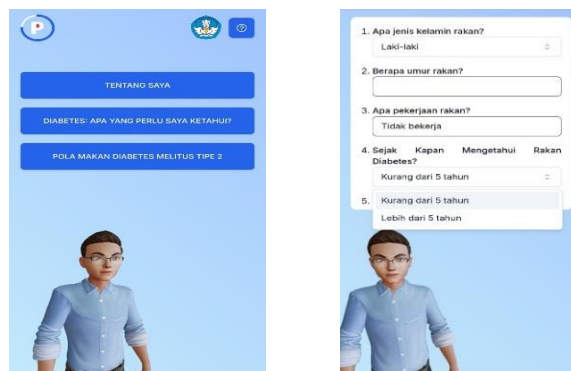 P
TENTANG SAYA
DIABETES: APA YANG PERLU SAYA KETAHUI?
POLA MAKAN DIABETES MELITUS TIPE 2
1. Apa jenis kelamin rakan?
Laki-laki
2. Berapa umur rakan?
3. Apa pekerjaan rakan?
Tidak bekerja
4. Sejak Kapan Mengetahui Rakan
Diabetes?
Kurang dari 5 tahun
5.
Kurang dari 5 tahun
Lebih dari 5 tahun